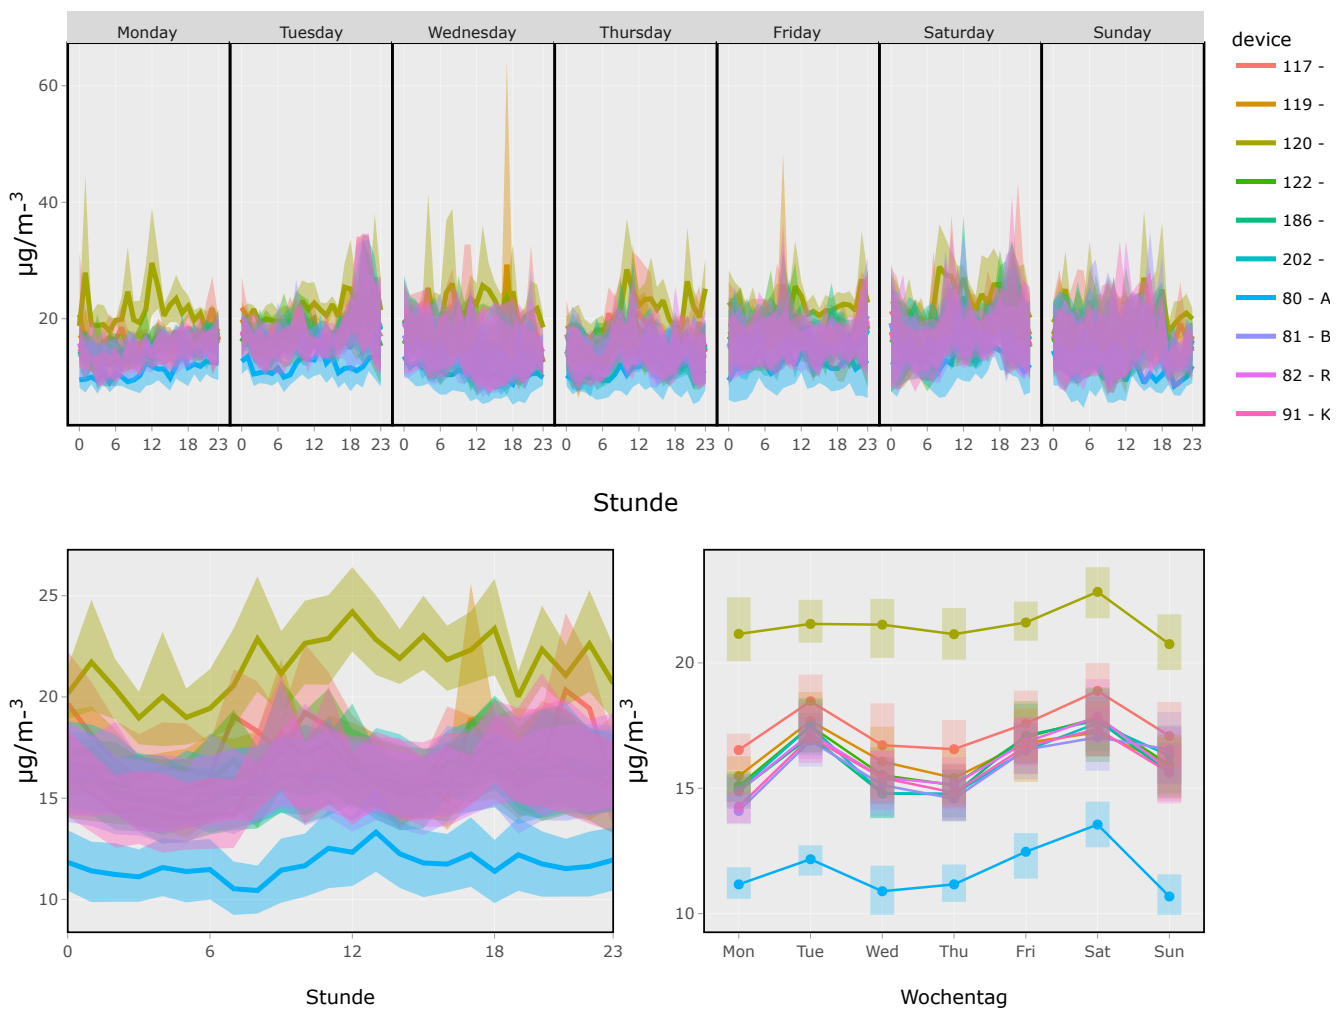 Monday Tuesday Wednesday Thursday Friday Saturday Sunday
device
117 -
119 -
120 -
122 -
186 -
202 -
80 - A
81 - B
82 - R
91 - K
60
40
20
µg/m-³
0 6 12 18 23 0 6 12 18 23 0 6 12 18 23 0 6 12 18 23 0 6 12 18 23 0 6 12 18 23 0 6 12 18 23
Stunde
25
20
15
10
µg/m-³
0 6 12 18 23
Stunde
20
15
10
µg/m-³
Mon Tue Wed Thu Fri Sat Sun
Wochentag